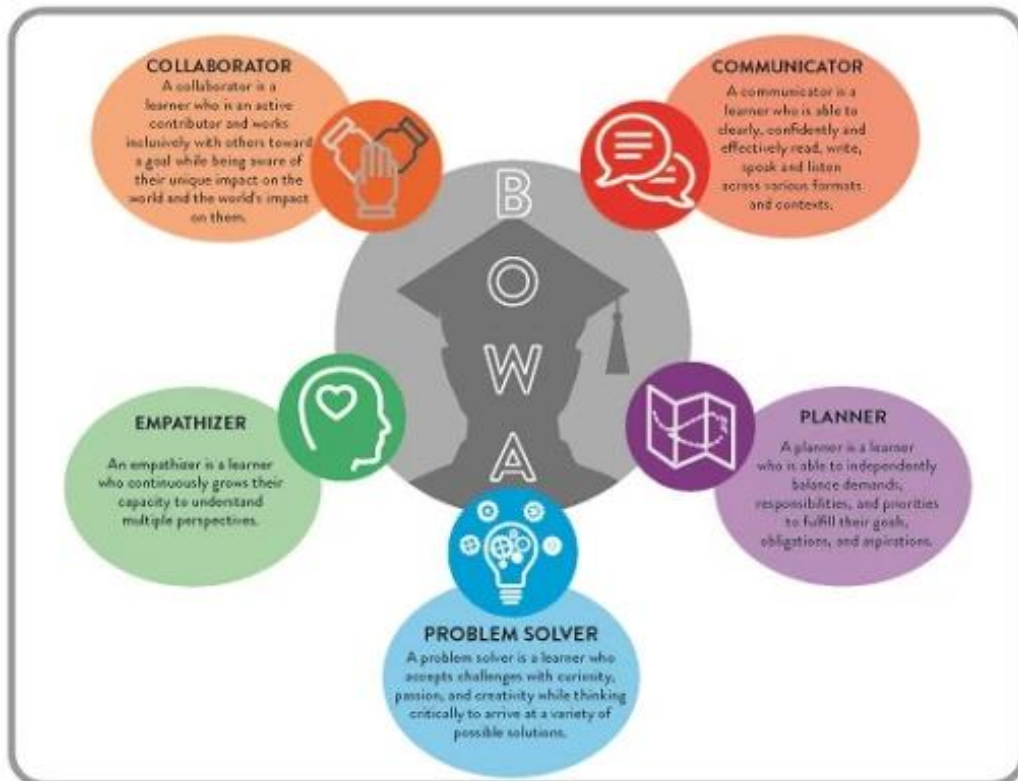 COLLABORATOR
A collaborator is a
learner who is an active
contributor and works
inclusively with others toward
a goal while being aware of
their unique impact on the
world and the world's impact
on them.
COMMUNICATOR
A communicator is a
learner who is able to
clearly, confidently and
effectively read, write,
speak and listen
across various formats
and contexts.
B
O
W
A
EMPATHIZER
An empathizer is a learner
who continuously grows their
capacity to understand
multiple perspectives.
PLANNER
A planner is a learner
who is able to independently
balance demands,
responsibilities, and priorities
to fulfill their goals,
obligations, and aspirations.
PROBLEM SOLVER
A problem solver is a learner who
accepts challenges with curiosity,
passion, and creativity while thinking
critically to arrive at a variety of
possible solutions.